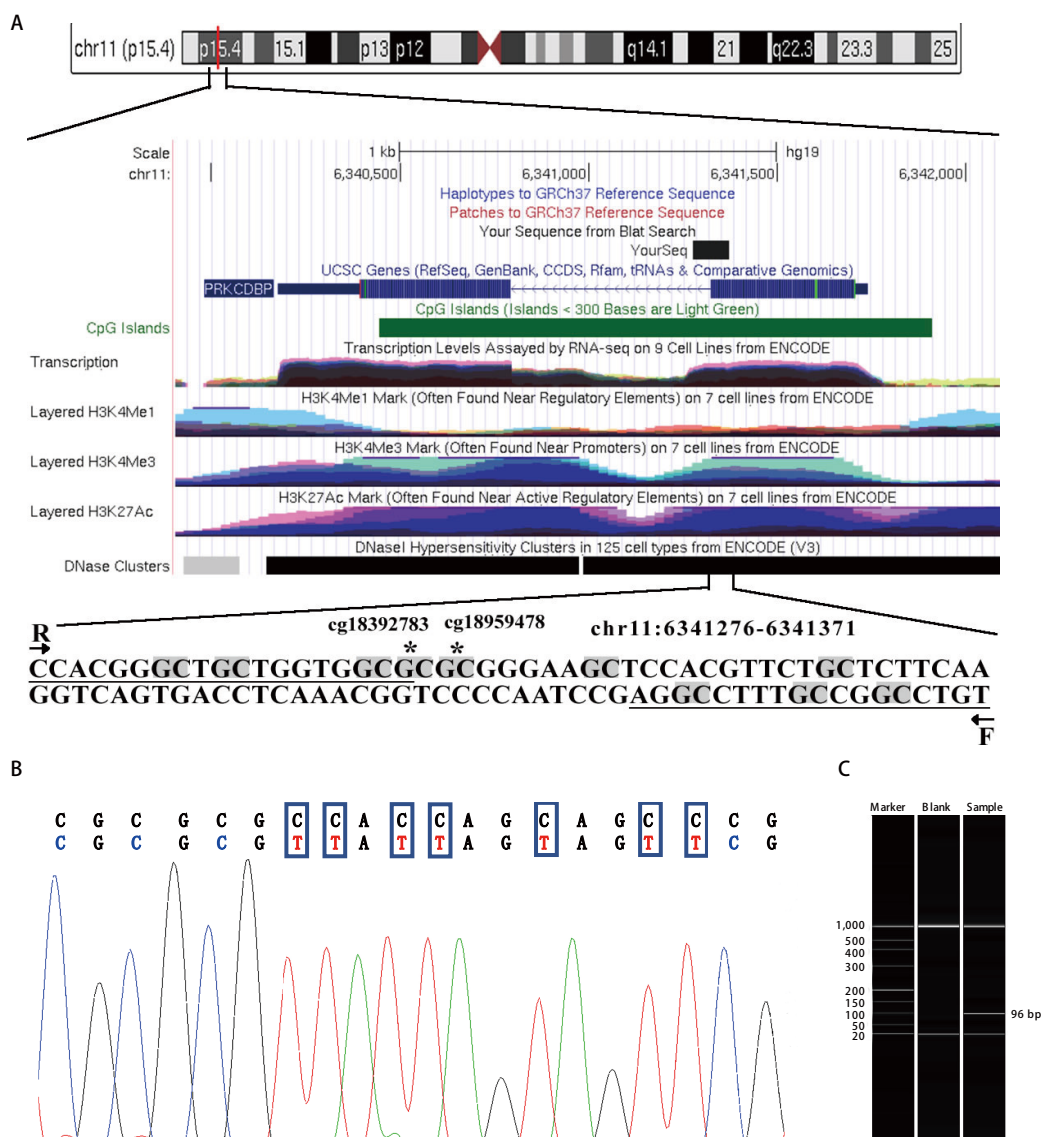 A
chr11 (p15.4) p15.4 15.1 p13 p12 q14.1 21 q22.3 23.3 25
Scale 1 kb hg19
chr11: 6,340,500 6,341,000 6,341,500 6,342,000
Haplotypes to GRCh37 Reference Sequence
Patches to GRCh37 Reference Sequence
Your Sequence from Blat Search
YourSeq
UCSC Genes (RefSeq, GenBank, CCDS, Rfam, tRNAs & Comparative Genomics)
PRKCDBP
CpG Islands (Islands < 300 Bases are Light Green)
CpG Islands
Transcription Levels Assayed by RNA-seq on 9 Cell Lines from ENCODE
Transcription
H3K4Me1 Mark (Often Found Near Regulatory Elements) on 7 cell lines from ENCODE
Layered H3K4Me1
H3K4Me3 Mark (Often Found Near Promoters) on 7 cell lines from ENCODE
Layered H3K4Me3
H3K27Ac Mark (Often Found Near Active Regulatory Elements) on 7 cell lines from ENCODE
Layered H3K27Ac
DNaseI Hypersensitivity Clusters in 125 cell types from ENCODE (V3)
DNase Clusters
R cg18392783 cg18959478 chr11:6341276-6341371
* *
CCACGGGGCTGCTGGTGGCGCGCGGGAAGCTCCACGTTCTGCTCTTCAA
GGTCAGTGACCTCAAACGGTCCCCAATCCGAGGCCTTTGCCGGCCTGT
F
B
C G C G C G C C A C C A G C A G C C C G
C G C G C G T T A T T A G T A G T T C G
C
Marker Blank Sample
1,000
500
400
300
200
150
100
50
20
96 bp